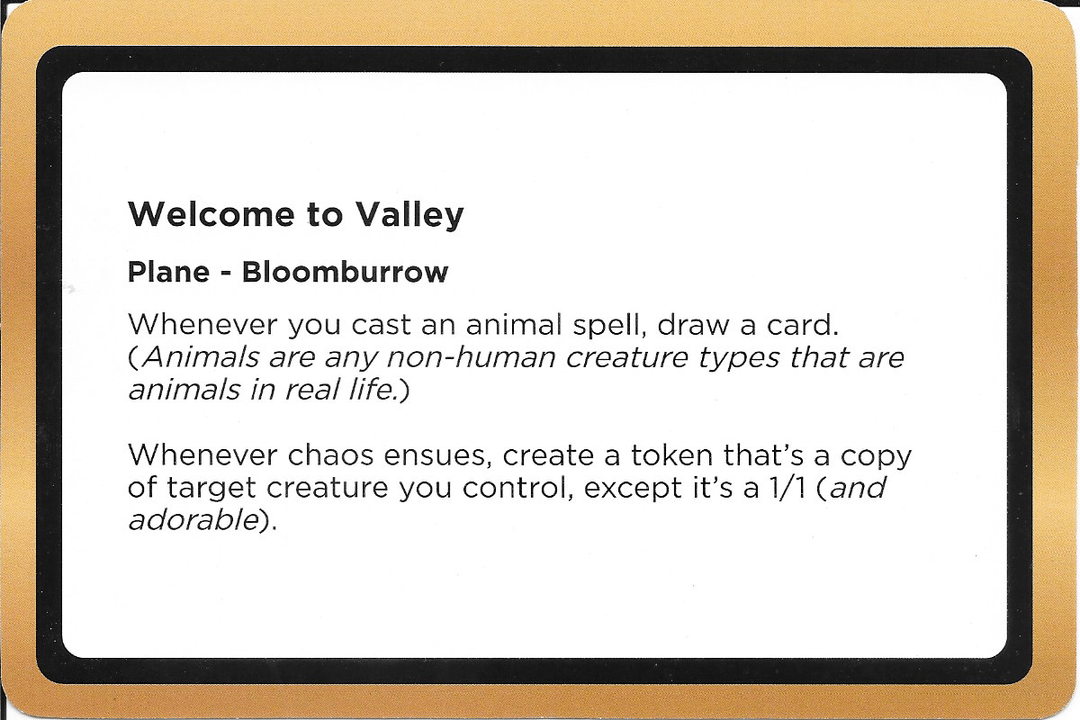 Welcome to Valley
Plane - Bloomburrow
Whenever you cast an animal spell, draw a card.
(Animals are any non-human creature types that are
animals in real life.)
Whenever chaos ensues, create a token that's a copy
of target creature you control, except it's a 1/1 (and
adorable).